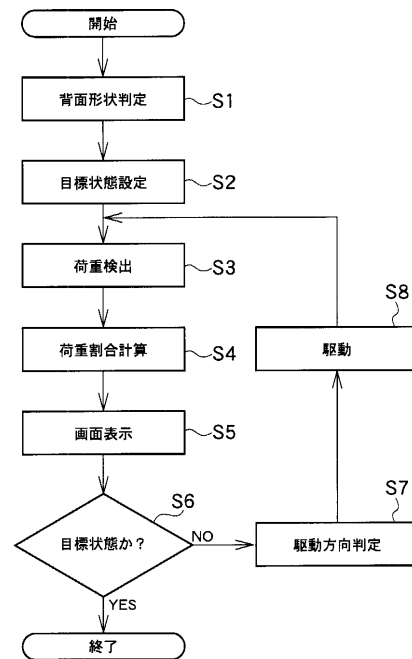 開始
背面形状判定
S1
目標状態設定
S2
荷重検出
S3
荷重割合計算
S4
画面表示
S5
目標状態か？
S6
NO
YES
駆動方向判定
S7
駆動
S8
終了